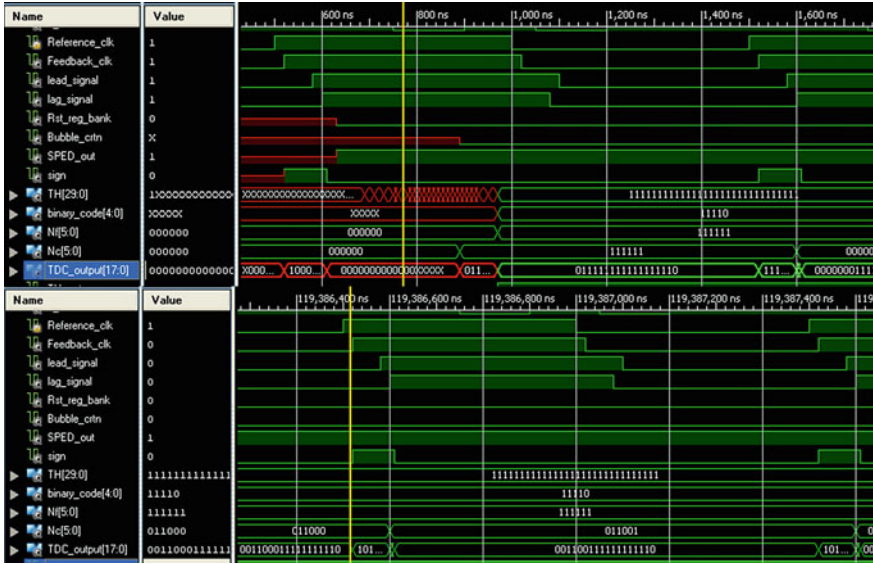 Name Value 600 ns 800 ns 1,000 ns 1,200 ns 1,400 ns 1,600 ns
Reference_clk 1
Feedback_clk 1
lead_signal 1
lag_signal 1
Rst_reg_bank 0
Bubble_crtn X
SPED_out 1
sign 0
TH[29:0] 111111111111111111111111111111
binary_code[4:0] XXXXX XXXXX 11110
Nf[5:0] 000000 000000 111111
Nc[5:0] 000000 000000 111111 0000
TDC_output[17:0] X000... 1000... 011... 011111111111111110 111... 0000000111
Name Value 119,386,400 ns 119,386,600 ns 119,386,800 ns 119,387,000 ns 119,387,200 ns 119,387,400 ns
Reference_clk 1
Feedback_clk 0
lead_signal 0
lag_signal 0
Rst_reg_bank 0
Bubble_crtn 0
SPED_out 1
sign 0
TH[29:0] 1111111111111 111111111111111111111111111111
binary_code[4:0] 11110 11110
Nf[5:0] 111111 111111
Nc[5:0] 011000 011000 011001 0
TDC_output[17:0] 0011000111111 001100011111111110 101... 001100111111111110 101... 00